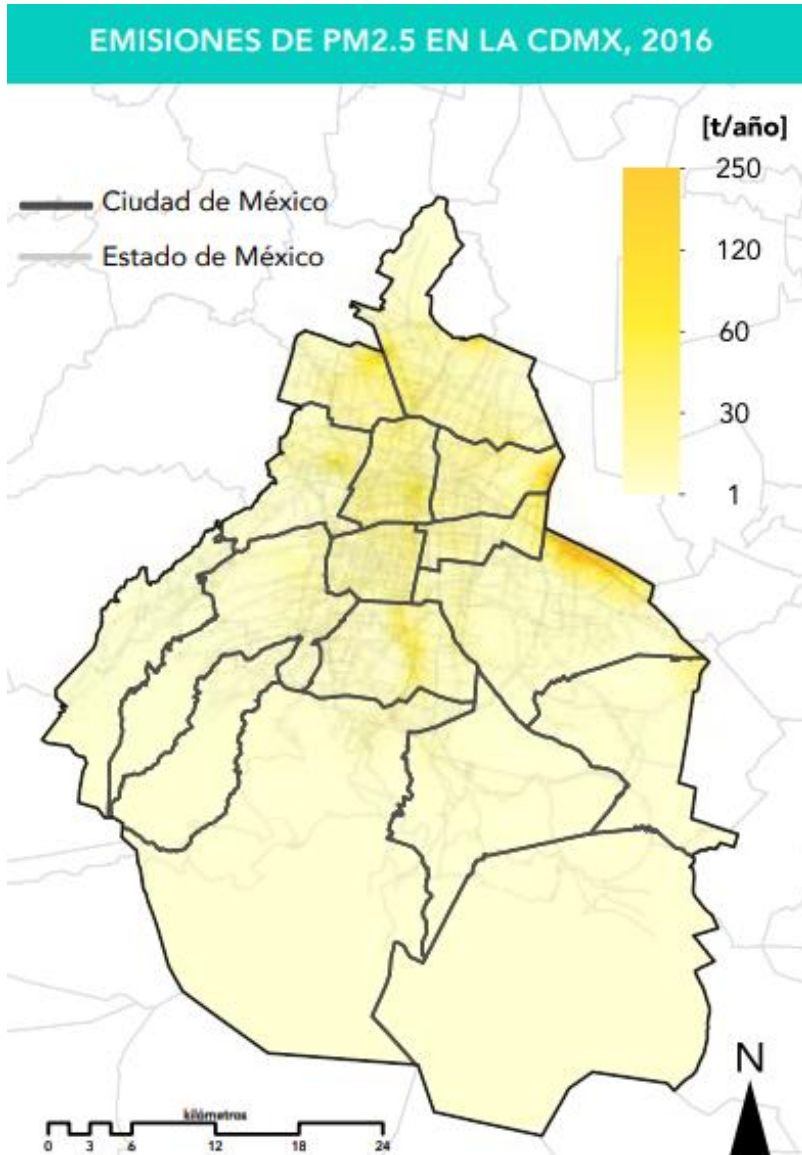 EMISIONES DE PM2.5 EN LA CDMX, 2016
[t/año]
250
Ciudad de México
120
Estado de México
60
30
1
N
kilómetros
0 3 6 12 18 24